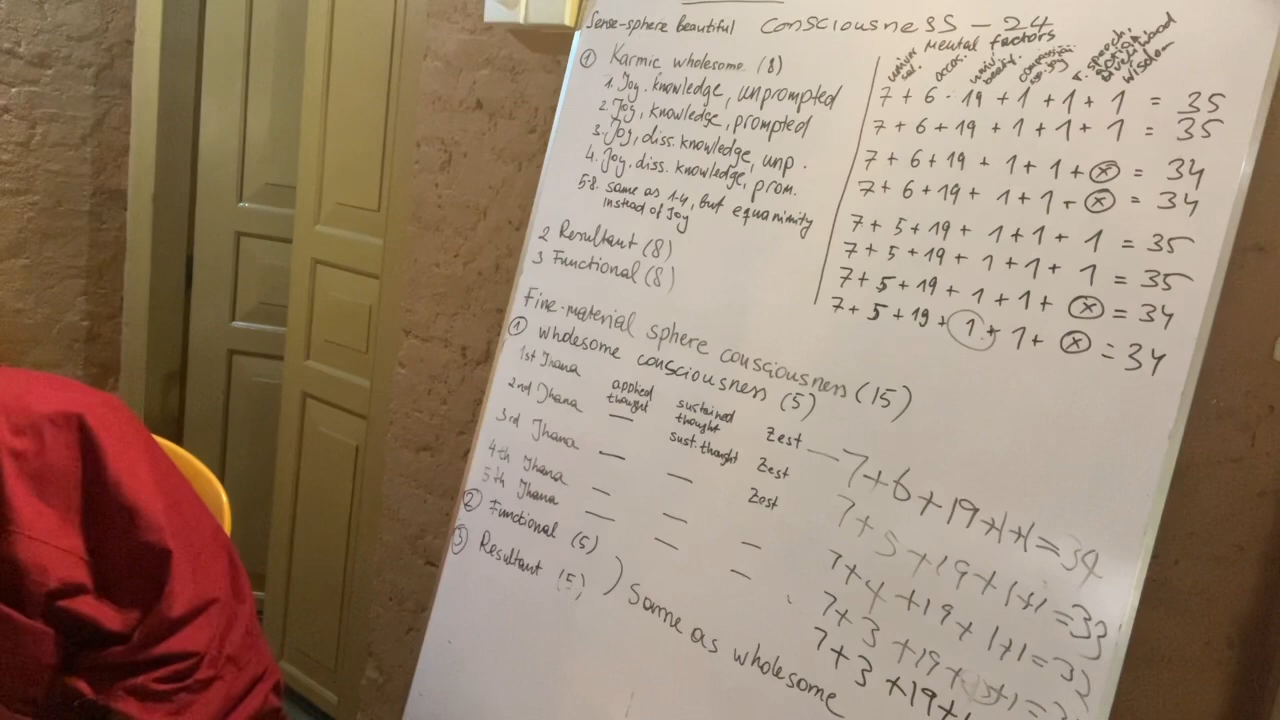 Sense-sphere beautiful consciousness - 24
① Karmic wholesome (8)
1. Joy, knowledge, unprompted
2. Joy, knowledge, prompted
3. Joy, diss. knowledge, unp.
4. Joy, diss. knowledge, prom.
5-8. same as 1-4, but equanimity
instead of Joy
2 Resultant (8)
3 Functional (8)
Mental factors
occas.
speech,
wisdom
7 + 6 · 19 + 1 + 1 + 1 = 35
7 + 6 + 19 + 1 + 1 + 1 = 35
7 + 6 + 19 + 1 + 1 + ⓧ = 34
7 + 6 + 19 + 1 + 1 + ⓧ = 34
7 + 5 + 19 + 1 + 1 + 1 = 35
7 + 5 + 19 + 1 + 1 + 1 = 35
7 + 5 + 19 + 1 + 1 + ⓧ = 34
7 + 5 + 19 + 1 + 1 + ⓧ = 34
Fine-material sphere consciousness (15)
① wholesome consciousness (5)
1st Jhana applied thought sustained thought Zest — 7+6+19+1+1=34
2nd Jhana — sust. thought Zest 7+5+19+1+1=33
3rd Jhana — — Zest 7+4+19+1+1=32
4th Jhana — — — 7+3+19+
5th Jhana — — — 7+3+19+
② Functional (5)
③ Resultant (5) ) Same as wholesome